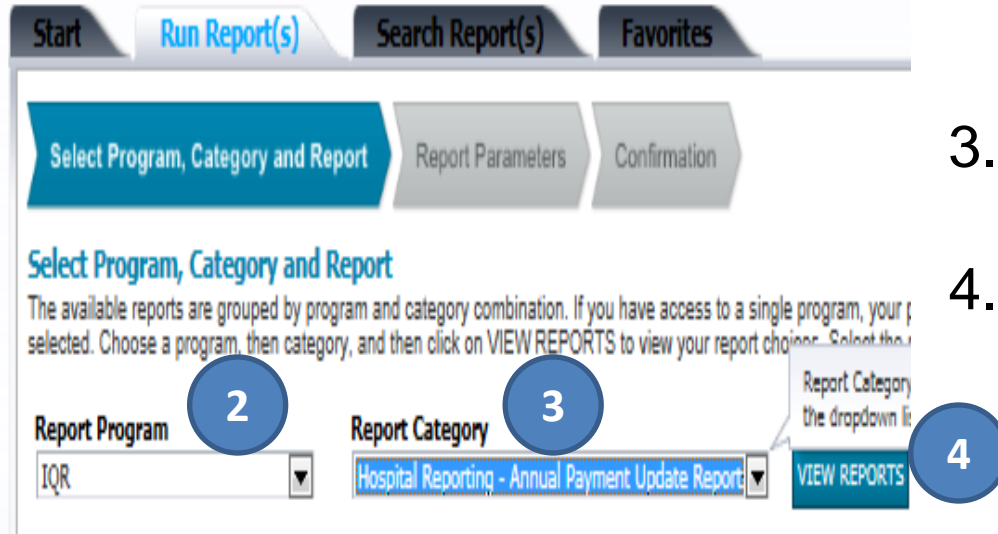 Start Run Report(s) Search Report(s) Favorites
3.
Select Program, Category and Report Report Parameters Confirmation
Select Program, Category and Report
4.
The available reports are grouped by program and category combination. If you have access to a single program, your
selected. Choose a program, then category, and then click on VIEW REPORTS to view your report choices. Select the
2 3
Report Category
the dropdown
Report Program Report Category
4
IQR Hospital Reporting - Annual Payment Update Report VIEW REPORTS